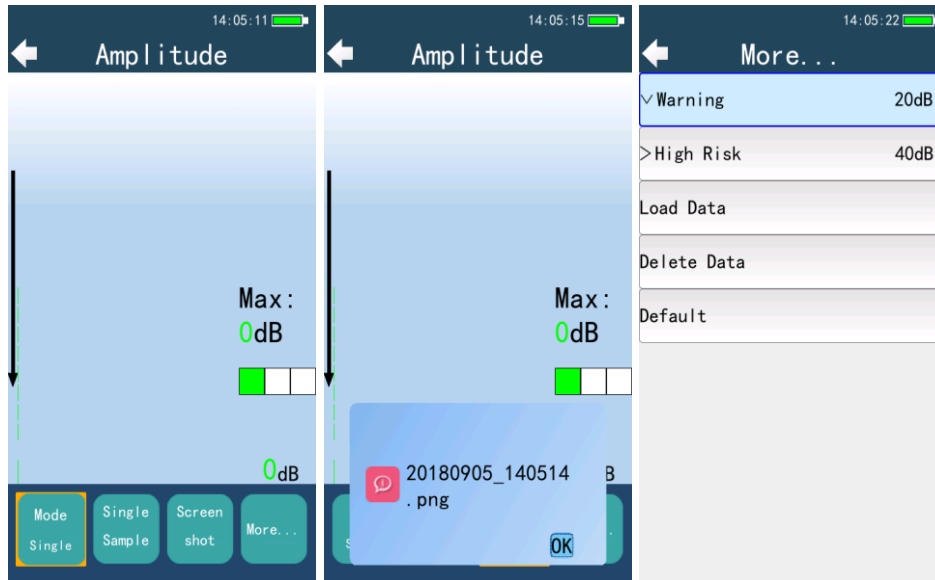 14:05:11
Amplitude
Max:
0dB
0dB
Mode
Single
Single
Sample
Screen
shot
More...
14:05:15
Amplitude
Max:
0dB
20180905_140514
.png
B
s
.
OK
14:05:22
More...
Warning 20dB
High Risk 40dB
Load Data
Delete Data
Default